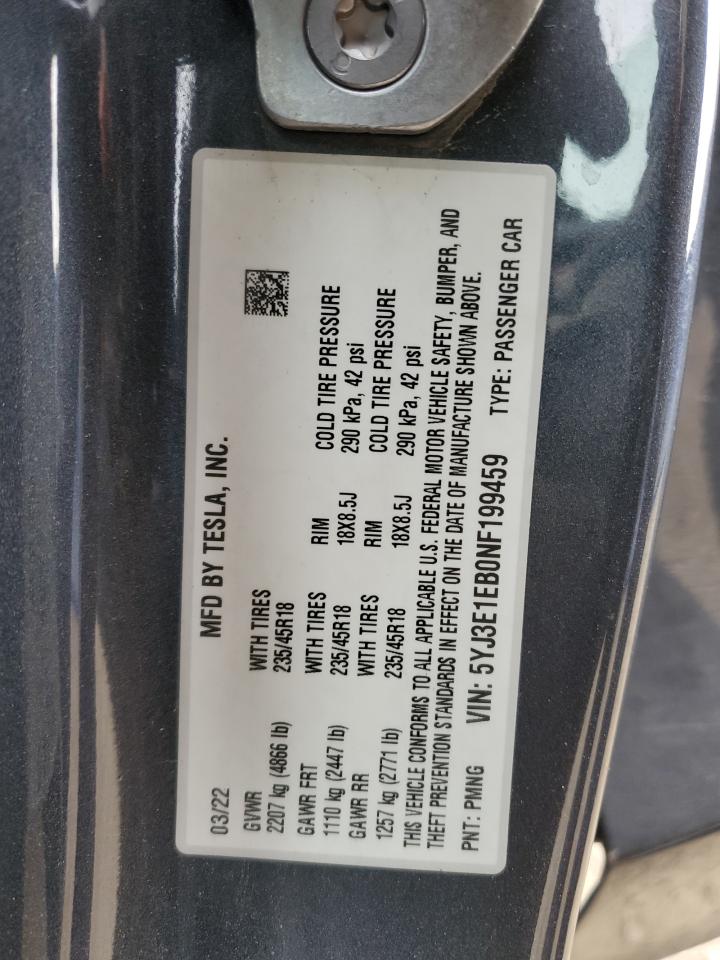 MFD BY TESLA, INC.
03/22
GVWR WITH TIRES
2207 kg (4866 lb) 235/45R18
GAWR FRT WITH TIRES RIM COLD TIRE PRESSURE
1110 kg (2447 lb) 235/45R18 18X8.5J 290 kPa, 42 psi
GAWR RR WITH TIRES RIM COLD TIRE PRESSURE
1257 kg (2771 lb) 235/45R18 18X8.5J 290 kPa, 42 psi
THIS VEHICLE CONFORMS TO ALL APPLICABLE U.S. FEDERAL MOTOR VEHICLE SAFETY, BUMPER, AND
THEFT PREVENTION STANDARDS IN EFFECT ON THE DATE OF MANUFACTURE SHOWN ABOVE.
PNT: PMNG VIN: 5YJ3E1EB0NF199459 TYPE: PASSENGER CAR